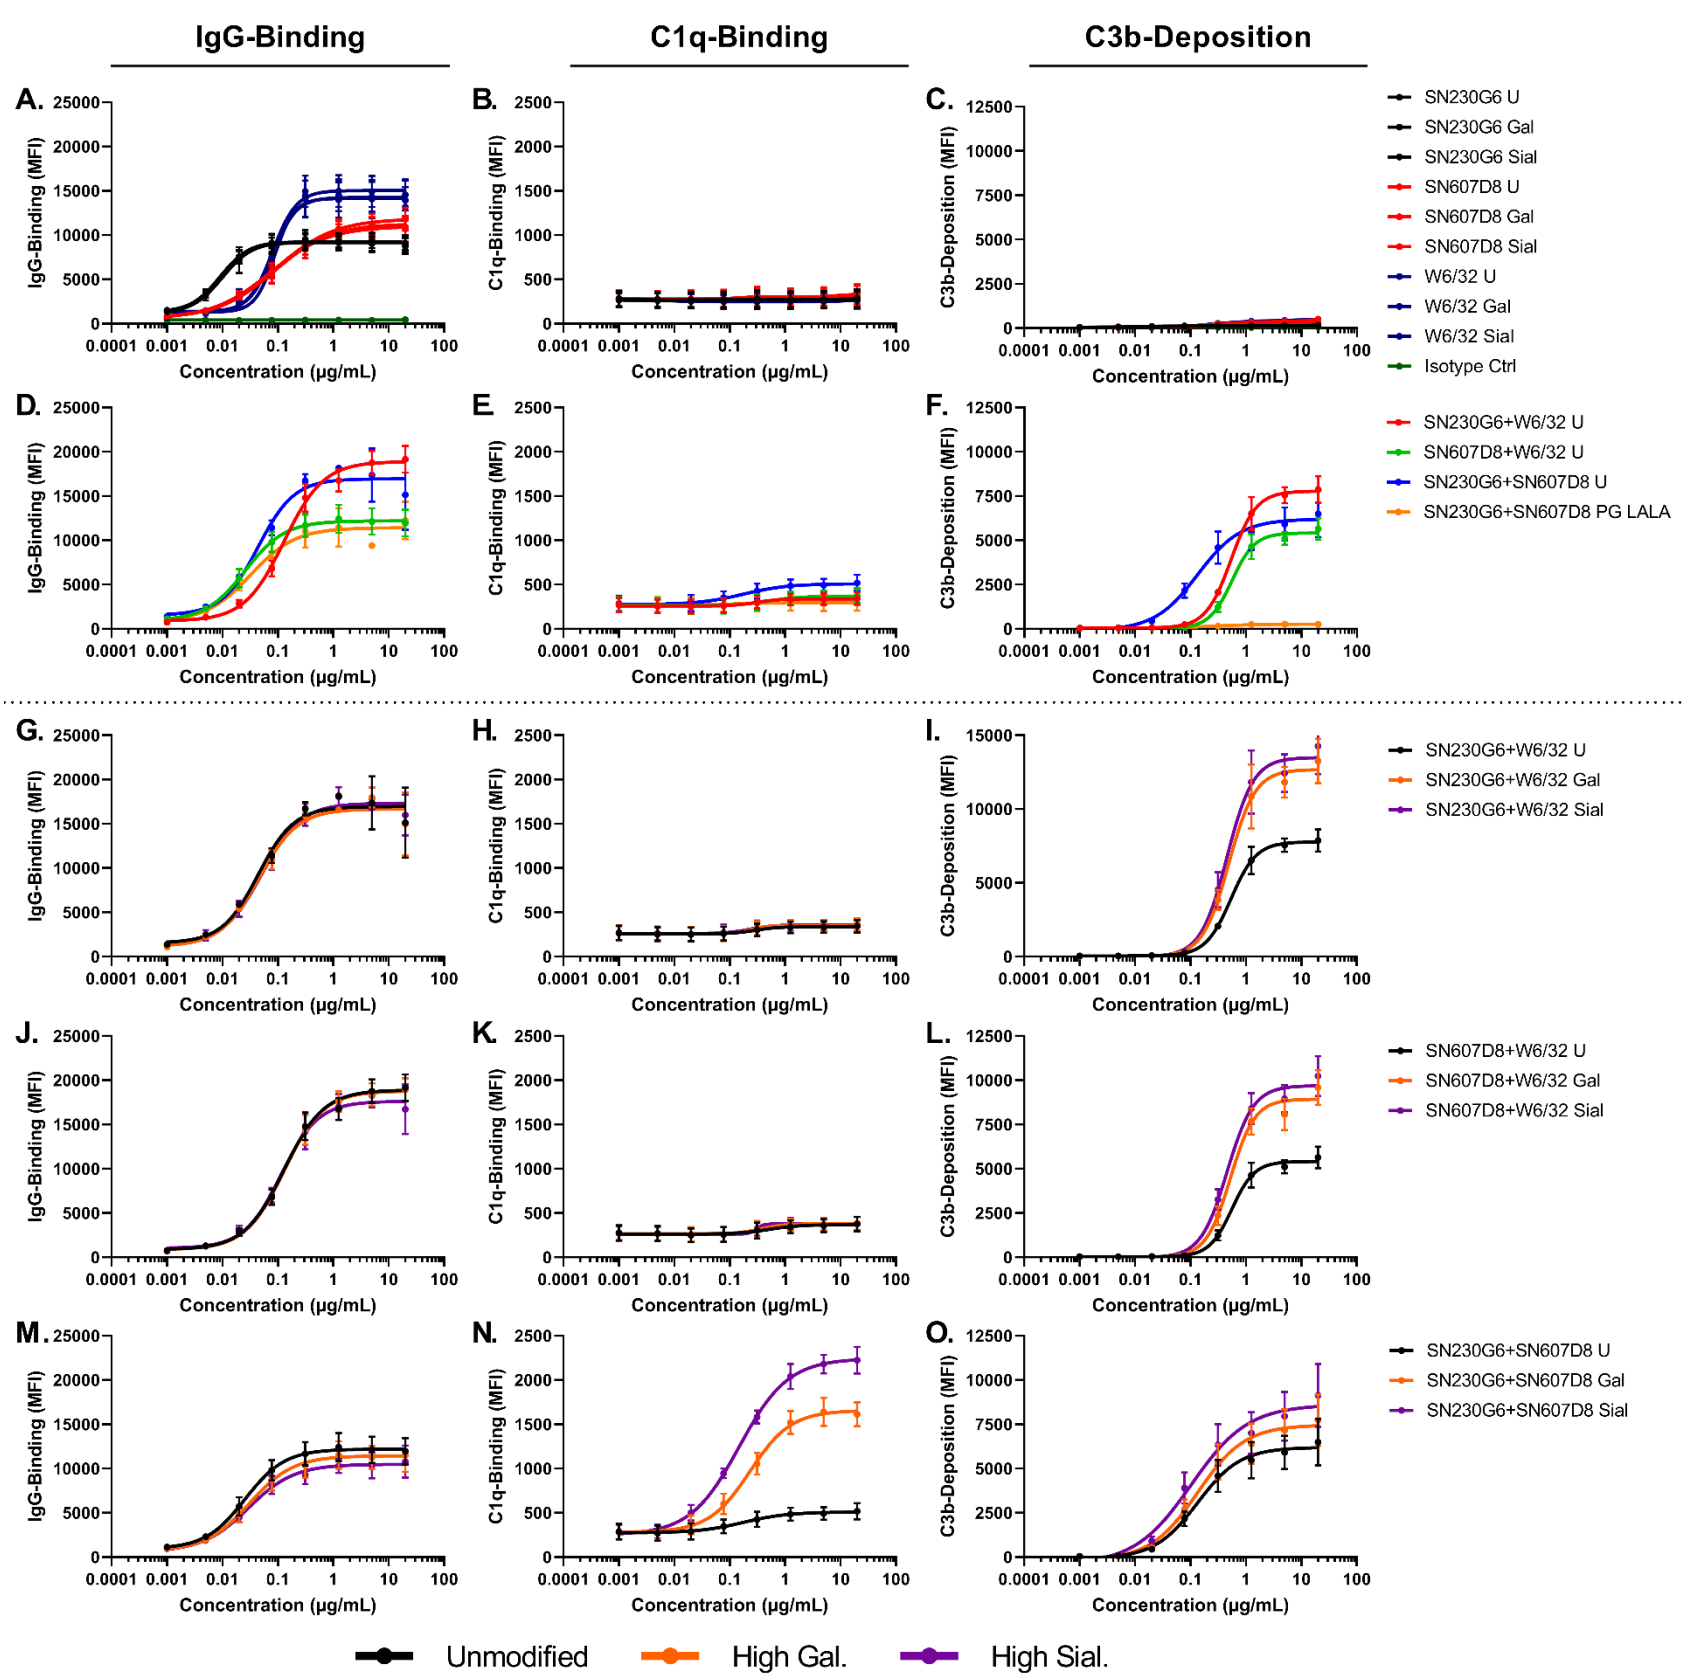 IgG-Binding C1q-Binding C3b-Deposition
A. B. C.
IgG-Binding (MFI) 25000 20000 15000 10000 5000 0
0.0001 0.001 0.01 0.1 1 10 100
Concentration (µg/mL)
C1q-Binding (MFI) 2500 2000 1500 1000 500 0
0.0001 0.001 0.01 0.1 1 10 100
Concentration (µg/mL)
C3b-Deposition (MFI) 12500 10000 7500 5000 2500 0
0.0001 0.001 0.01 0.1 1 10 100
Concentration (µg/mL)
SN230G6 U
SN230G6 Gal
SN230G6 Sial
SN607D8 U
SN607D8 Gal
SN607D8 Sial
W6/32 U
W6/32 Gal
W6/32 Sial
Isotype Ctrl
D. E. F.
IgG-Binding (MFI) 25000 20000 15000 10000 5000 0
0.0001 0.001 0.01 0.1 1 10 100
Concentration (µg/mL)
C1q-Binding (MFI) 2500 2000 1500 1000 500 0
0.0001 0.001 0.01 0.1 1 10 100
Concentration (µg/mL)
C3b-Deposition (MFI) 12500 10000 7500 5000 2500 0
0.0001 0.001 0.01 0.1 1 10 100
Concentration (µg/mL)
SN230G6+W6/32 U
SN607D8+W6/32 U
SN230G6+SN607D8 U
SN230G6+SN607D8 PG LALA
G. H. I.
IgG-Binding (MFI) 25000 20000 15000 10000 5000 0
0.0001 0.001 0.01 0.1 1 10 100
Concentration (µg/mL)
C1q-Binding (MFI) 2500 2000 1500 1000 500 0
0.0001 0.001 0.01 0.1 1 10 100
Concentration (µg/mL)
C3b-Deposition (MFI) 15000 10000 5000 0
0.0001 0.001 0.01 0.1 1 10 100
Concentration (µg/mL)
SN230G6+W6/32 U
SN230G6+W6/32 Gal
SN230G6+W6/32 Sial
J. K. L.
IgG-Binding (MFI) 25000 20000 15000 10000 5000 0
0.0001 0.001 0.01 0.1 1 10 100
Concentration (µg/mL)
C1q-Binding (MFI) 2500 2000 1500 1000 500 0
0.0001 0.001 0.01 0.1 1 10 100
Concentration (µg/mL)
C3b-Deposition (MFI) 12500 10000 7500 5000 2500 0
0.0001 0.001 0.01 0.1 1 10 100
Concentration (µg/mL)
SN607D8+W6/32 U
SN607D8+W6/32 Gal
SN607D8+W6/32 Sial
M. N. O.
IgG-Binding (MFI) 25000 20000 15000 10000 5000 0
0.0001 0.001 0.01 0.1 1 10 100
Concentration (µg/mL)
C1q-Binding (MFI) 2500 2000 1500 1000 500 0
0.0001 0.001 0.01 0.1 1 10 100
Concentration (µg/mL)
C3b-Deposition (MFI) 12500 10000 7500 5000 2500 0
0.0001 0.001 0.01 0.1 1 10 100
Concentration (µg/mL)
SN230G6+SN607D8 U
SN230G6+SN607D8 Gal
SN230G6+SN607D8 Sial
Unmodified High Gal. High Sial.